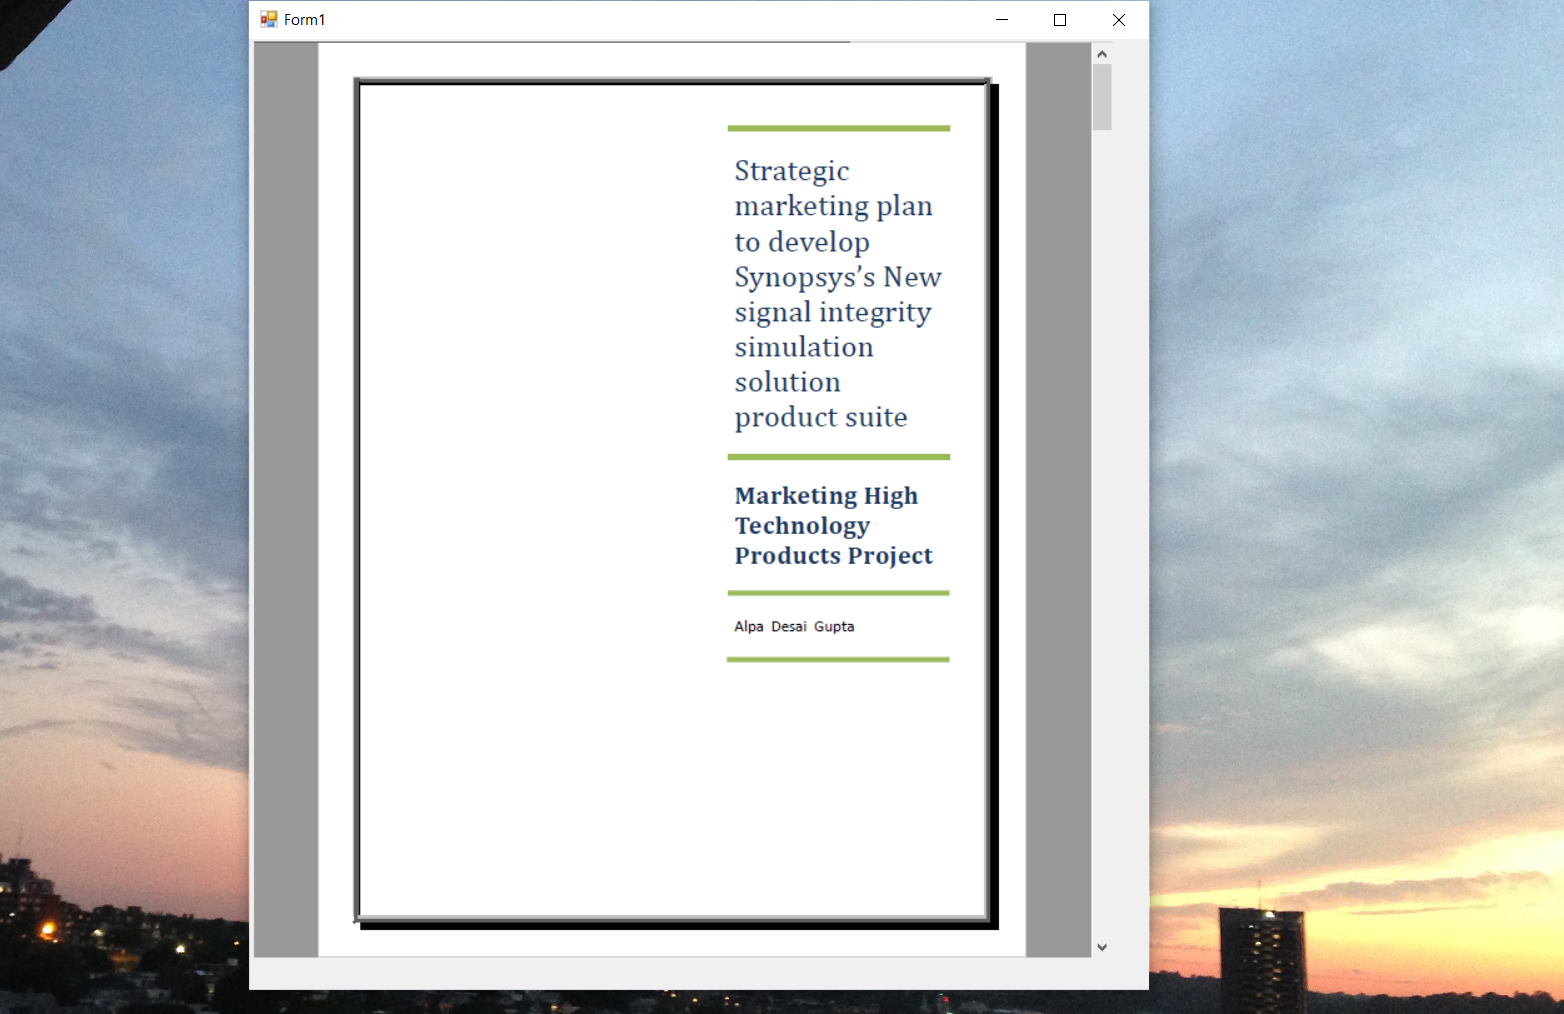 Form1
Strategic
marketing plan
to develop
Synopsys’s New
signal integrity
simulation
solution
product suite
Marketing High
Technology
Products Project
Alpa Desai Gupta